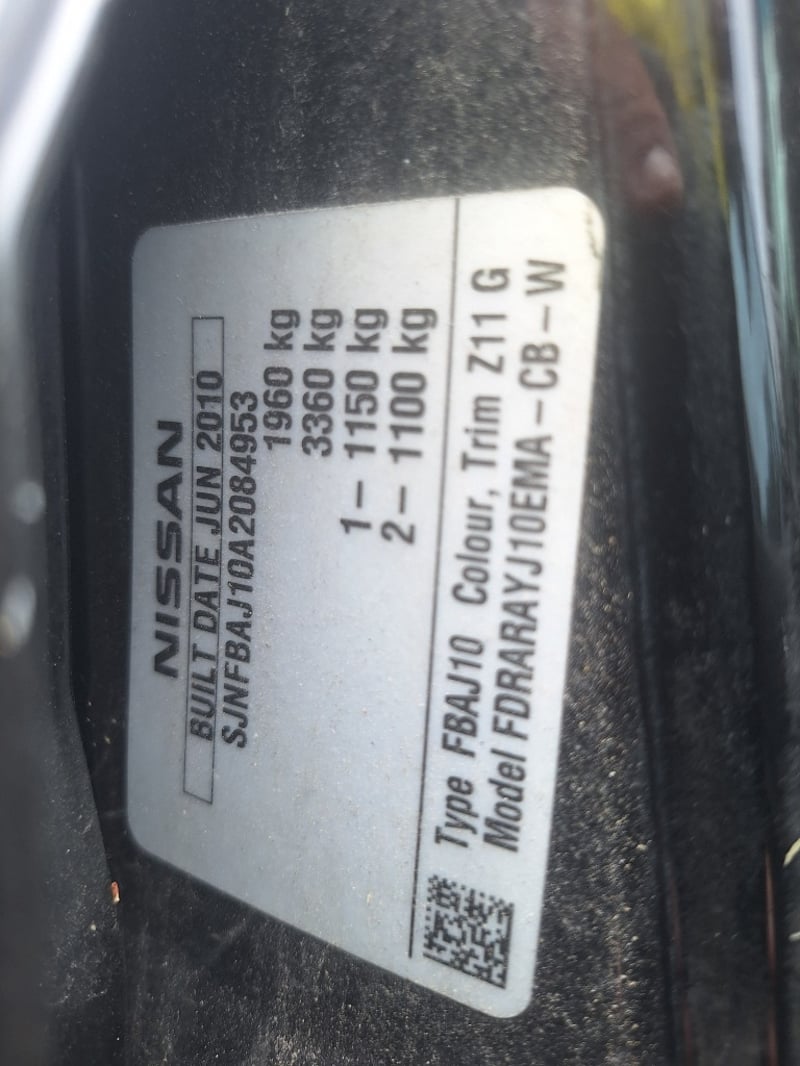 NISSAN
BUILT DATE JUN 2010
SJNFBAJ10A2084953
1960 kg
3360 kg
1– 1150 kg
2– 1100 kg
Type FBAJ10 Colour, Trim Z11 G
Model FDRARAYJ10EMA–CB–W